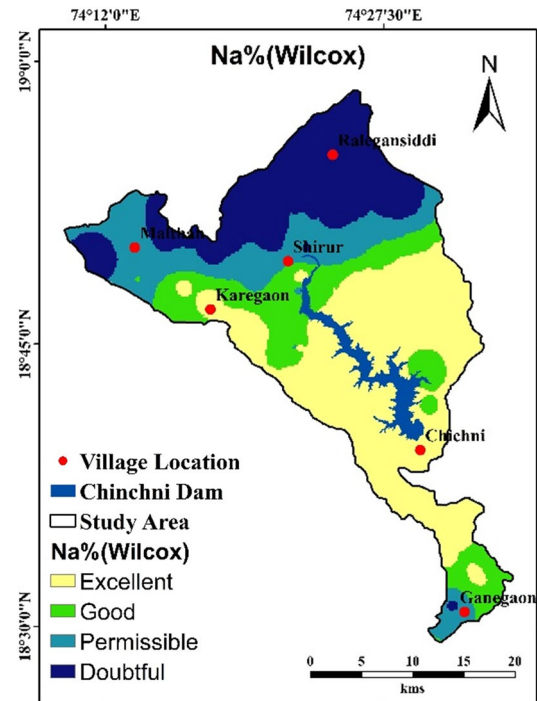 74°12'0"E 74°27'30"E
19°0'0"N
Na%(Wilcox)
N
Ralegansiddi
Malthan
Shirur
Karegaon
18°45'0"N
Chichni
Village Location
Chinchni Dam
Study Area
Na%(Wilcox)
Excellent
Good
Ganegaon
Permissible
18°30'0"N
Doubtful
0 5 10 15 20
kms